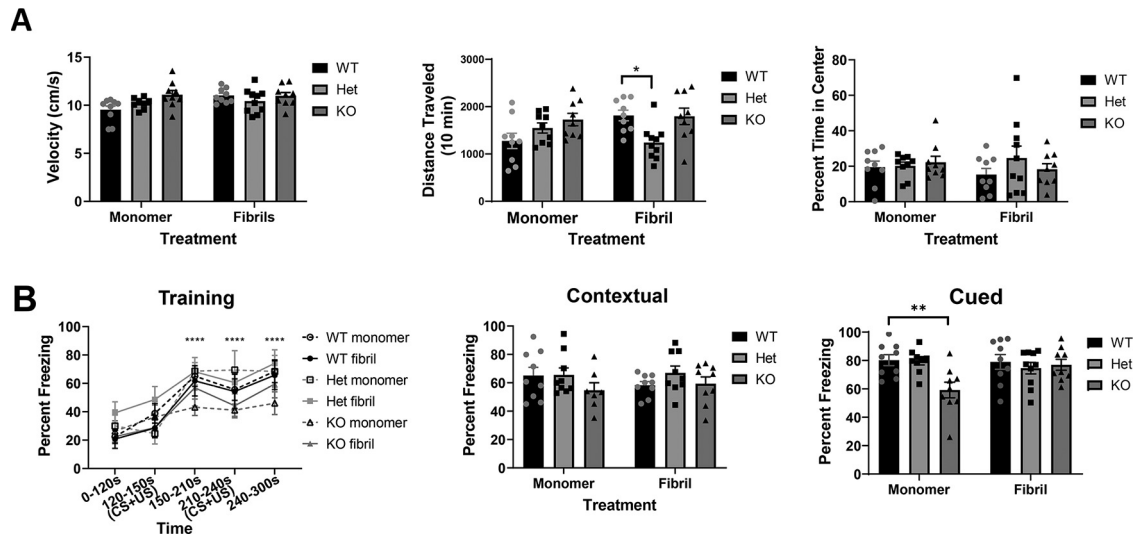 A
Velocity (cm/s)
15
10
5
0
Monomer
Fibrils
Treatment
WT
Het
KO
Distance Traveled
(10 min)
3000
2000
1000
0
*
Monomer
Fibril
Treatment
WT
Het
KO
Percent Time in Center
80
60
40
20
0
Monomer
Fibril
Treatment
WT
Het
KO
B
Training
Percent Freezing
100
80
60
40
20
0
**** **** ****
0-120s
120-150s
(CS+US)
150-210s
210-240s
(CS+US)
240-300s
Time
WT monomer
WT fibril
Het monomer
Het fibril
KO monomer
KO fibril
Contextual
Percent Freezing
100
80
60
40
20
0
Monomer
Fibril
Treatment
WT
Het
KO
Cued
Percent Freezing
100
80
60
40
20
0
**
Monomer
Fibril
WT
Het
KO